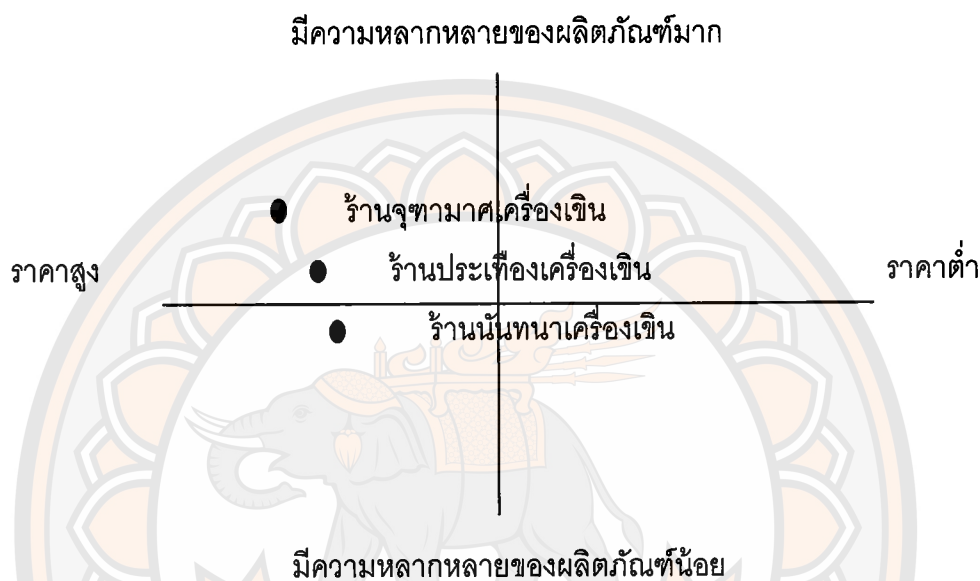 มีความหลากหลายของผลิตภัณฑ์มาก
ร้านจุฑามาศเครื่องเขิน
ราคาสูง
ร้านประเทืองเครื่องเขิน
ราคาต่ำ
ร้านนันทนาเครื่องเขิน
มีความหลากหลายของผลิตภัณฑ์น้อย